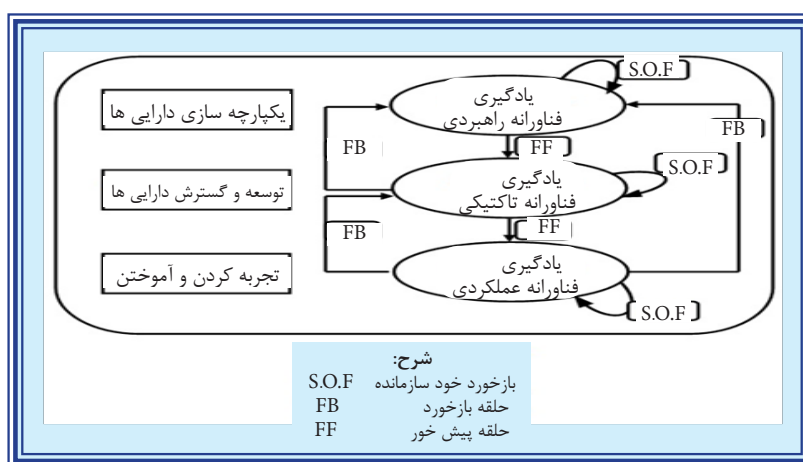 S.O.F
یکپارچه سازی دارایی ها
یادگیری
فناورانه راهبردی
FB
FB
FF
توسعه و گسترش دارایی ها
یادگیری
فناورانه تاکتیکی
S.O.F
FB
FF
تجربه کردن و آموختن
یادگیری
فناورانه عملکردی
S.O.F
شرح:
بازخورد خود سازمانده S.O.F
حلقه بازخورد FB
حلقه پیش خور FF